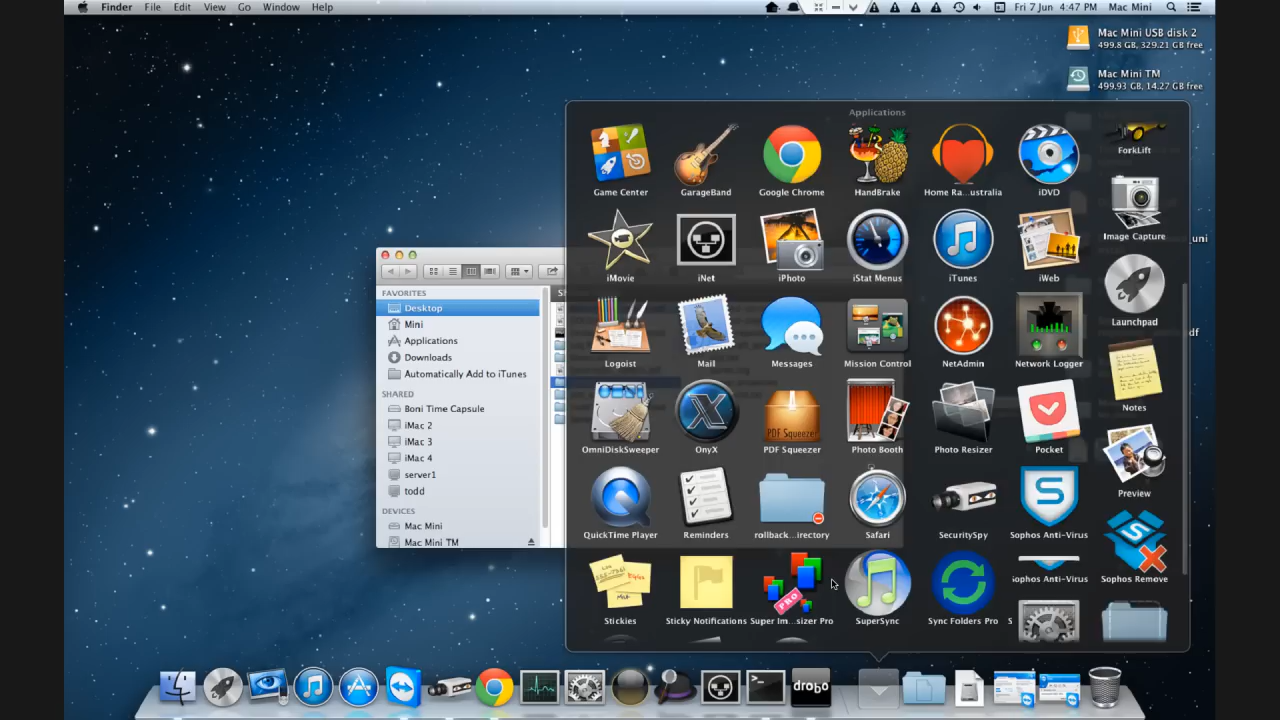 Finder File Edit View Go Window Help
Fri 7 Jun 4:47 PM Mac Mini
Mac Mini USB disk 2
499.8 GB, 329.21 GB free
Mac Mini TM
499.93 GB, 14.27 GB free
Applications
ForkLift
Game Center GarageBand Google Chrome HandBrake Home Ra...ustralia iDVD
Image Capture
_uni
iMovie iNet iPhoto iStat Menus iTunes iWeb
Launchpad
df
Logoist Mail Messages Mission Control NetAdmin Network Logger
Notes
OmniDiskSweeper OnyX PDF Squeezer Photo Booth Photo Resizer Pocket
PDF Squeezer
Preview
QuickTime Player Reminders rollback...irectory Safari SecuritySpy Sophos Anti-Virus
Sophos Anti-Virus Sophos Remove
PRO
Stickies Sticky Notifications Super Im...sizer Pro SuperSync Sync Folders Pro S
FAVORITES
Desktop
Mini
Applications
Downloads
Automatically Add to iTunes
SHARED
Boni Time Capsule
iMac 2
iMac 3
iMac 4
server1
todd
DEVICES
Mac Mini
Mac Mini TM
drobo